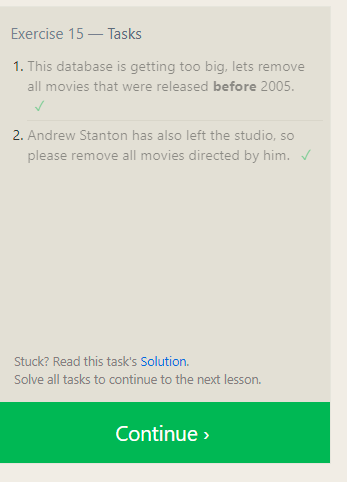 Exercise 15 — Tasks
1. This database is getting too big, lets remove
all movies that were released before 2005.
✓
2. Andrew Stanton has also left the studio, so
please remove all movies directed by him. ✓
Stuck? Read this task's Solution.
Solve all tasks to continue to the next lesson.
Continue ›